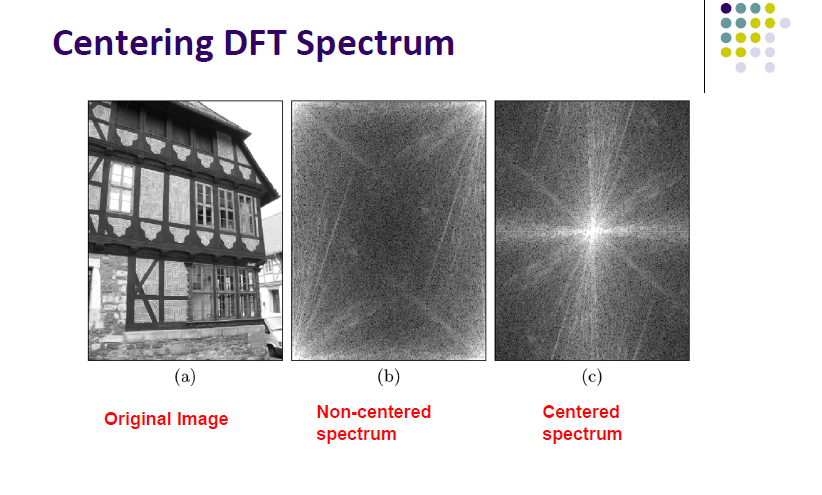 Centering DFT Spectrum
(a)
(b)
(c)
Original Image
Non-centered
spectrum
Centered
spectrum